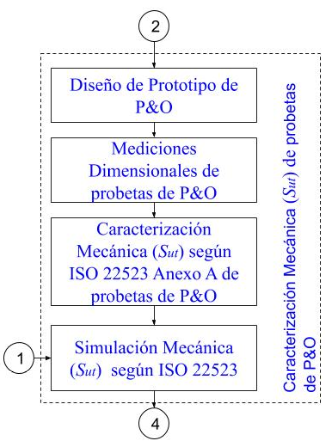 2
Diseño de Prototipo de
P&O
Mediciones
Dimensionales de
probetas de P&O
Caracterización
Mecánica (Sut) según
ISO 22523 Anexo A de
probetas de P&O
Simulación Mecánica
(Sut) según ISO 22523
1
4
Caracterización Mecánica (Sut) de probetas
de P&O